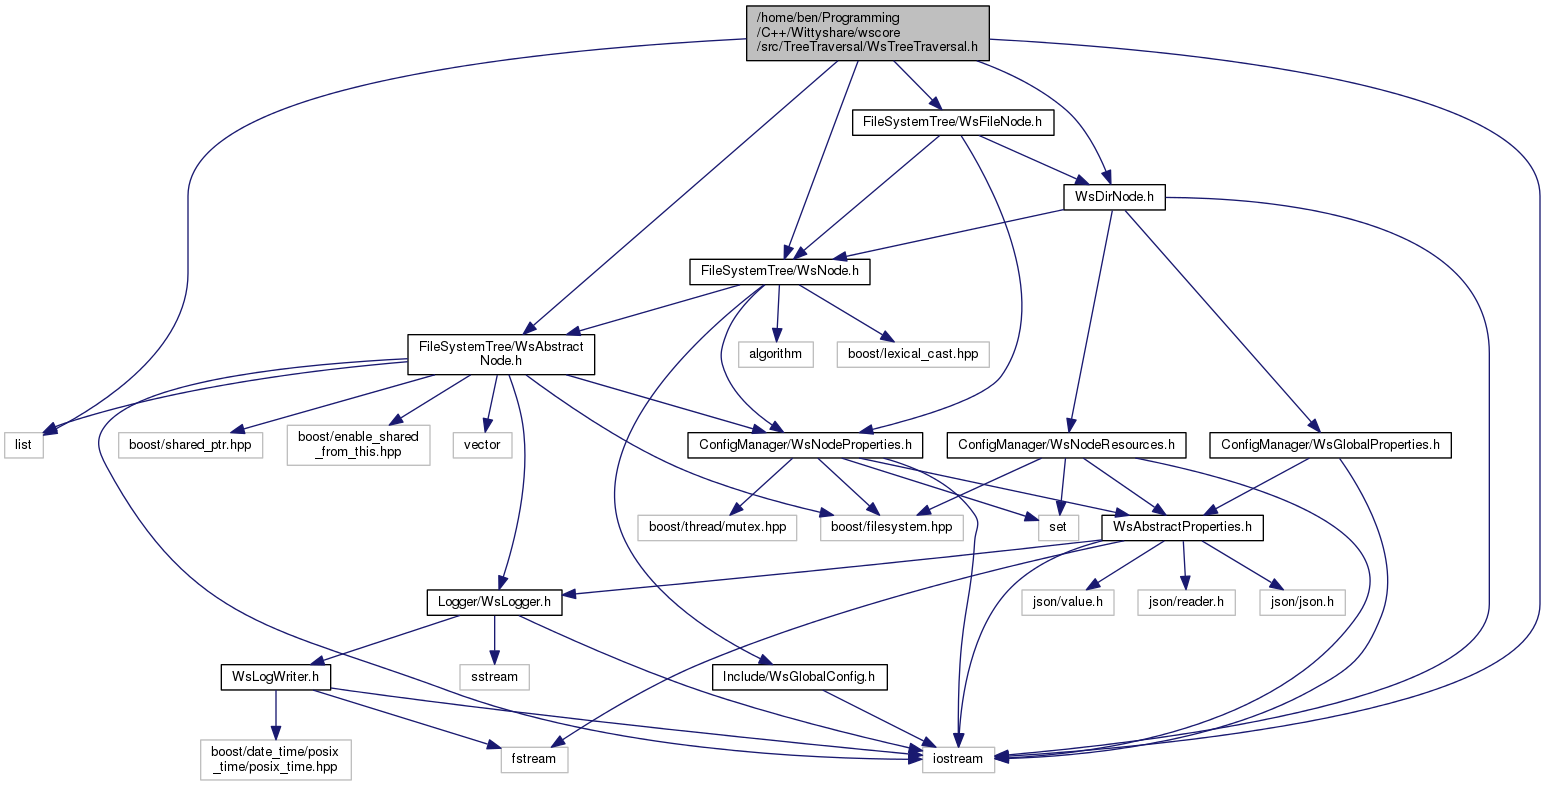 /home/ben/Programming
/C++/Wittyshare/wscore
/src/TreeTraversal/WsTreeTraversal.h
FileSystemTree/WsFileNode.h
WsDirNode.h
FileSystemTree/WsNode.h
FileSystemTree/WsAbstract
Node.h
algorithm
boost/lexical_cast.hpp
list
boost/shared_ptr.hpp
boost/enable_shared
_from_this.hpp
vector
ConfigManager/WsNodeProperties.h
ConfigManager/WsNodeResources.h
ConfigManager/WsGlobalProperties.h
boost/thread/mutex.hpp
boost/filesystem.hpp
set
WsAbstractProperties.h
Logger/WsLogger.h
json/value.h
json/reader.h
json/json.h
WsLogWriter.h
sstream
Include/WsGlobalConfig.h
boost/date_time/posix
_time/posix_time.hpp
fstream
iostream